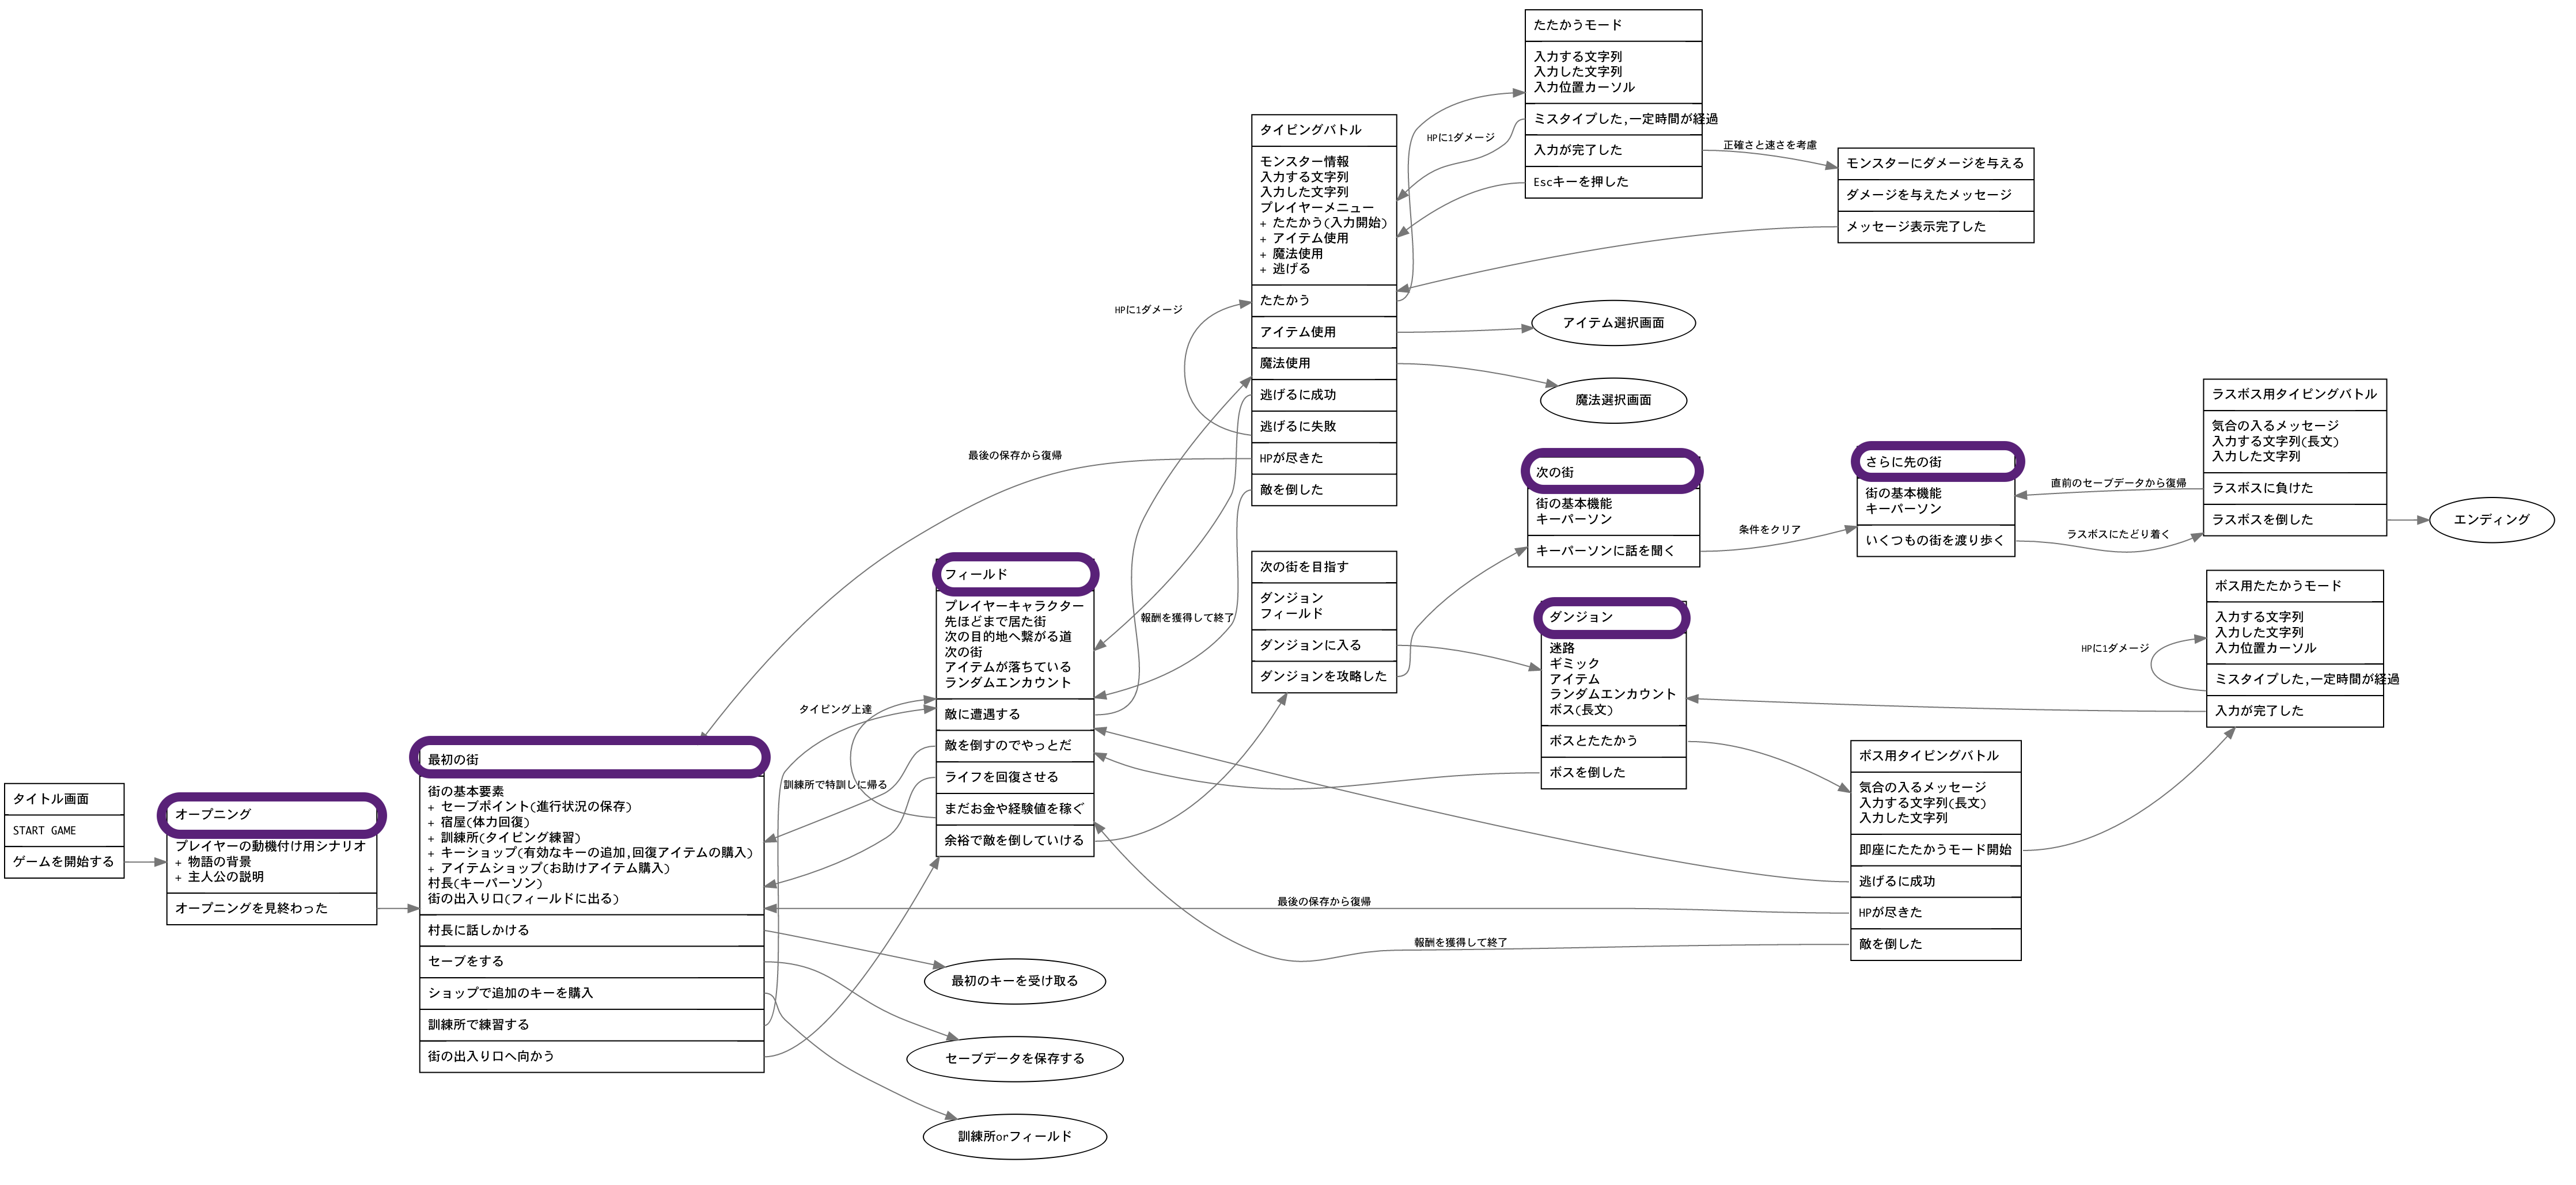 タイトル画面
START GAME
ゲームを開始する
オープニング
プレイヤーの動機付け用シナリオ
+ 物語の背景
+ 主人公の説明
オープニングを見終わった
最初の街
街の基本要素
+ セーブポイント(進行状況の保存)
+ 宿屋(体力回復)
+ 訓練所(タイピング練習)
+ キーショップ(有効なキーの追加,回復アイテムの購入)
+ アイテムショップ(お助けアイテム購入)
村長(キーパーソン)
街の出入り口(フィールドに出る)
村長に話しかける
セーブをする
ショップで追加のキーを購入
訓練所で練習する
街の出入り口へ向かう
最後の保存から復帰
タイピング上達
訓練所で特訓しに帰る
フィールド
プレイヤーキャラクター
先ほどまで居た街
次の目的地へ繋がる道
次の街
アイテムが落ちている
ランダムエンカウント
敵に遭遇する
敵を倒すのでやっとだ
ライフを回復させる
まだお金や経験値を稼ぐ
余裕で敵を倒していける
最初のキーを受け取る
セーブデータを保存する
訓練所orフィールド
HPに1ダメージ
報酬を獲得して終了
タイピングバトル
モンスター情報
入力する文字列
入力した文字列
プレイヤーメニュー
+ たたかう(入力開始)
+ アイテム使用
+ 魔法使用
+ 逃げる
たたかう
アイテム使用
魔法使用
逃げるに成功
逃げるに失敗
HPが尽きた
敵を倒した
次の街を目指す
ダンジョン
フィールド
ダンジョンに入る
ダンジョンを攻略した
最後の保存から復帰
報酬を獲得して終了
HPに1ダメージ
たたかうモード
入力する文字列
入力した文字列
入力位置カーソル
ミスタイプした,一定時間が経過
入力が完了した
Escキーを押した
正確さと速さを考慮
モンスターにダメージを与える
ダメージを与えたメッセージ
メッセージ表示完了した
アイテム選択画面
魔法選択画面
次の街
街の基本機能
キーパーソン
キーパーソンに話を聞く
条件をクリア
ダンジョン
迷路
ギミック
アイテム
ランダムエンカウント
ボス(長文)
ボスとたたかう
ボスを倒した
さらに先の街
街の基本機能
キーパーソン
いくつもの街を渡り歩く
直前のセーブデータから復帰
ラスボスにたどり着く
ボス用タイピングバトル
気合の入るメッセージ
入力する文字列(長文)
入力した文字列
即座にたたかうモード開始
逃げるに成功
HPが尽きた
敵を倒した
ラスボス用タイピングバトル
気合の入るメッセージ
入力する文字列(長文)
入力した文字列
ラスボスに負けた
ラスボスを倒した
エンディング
HPに1ダメージ
ボス用たたかうモード
入力する文字列
入力した文字列
入力位置カーソル
ミスタイプした,一定時間が経過
入力が完了した